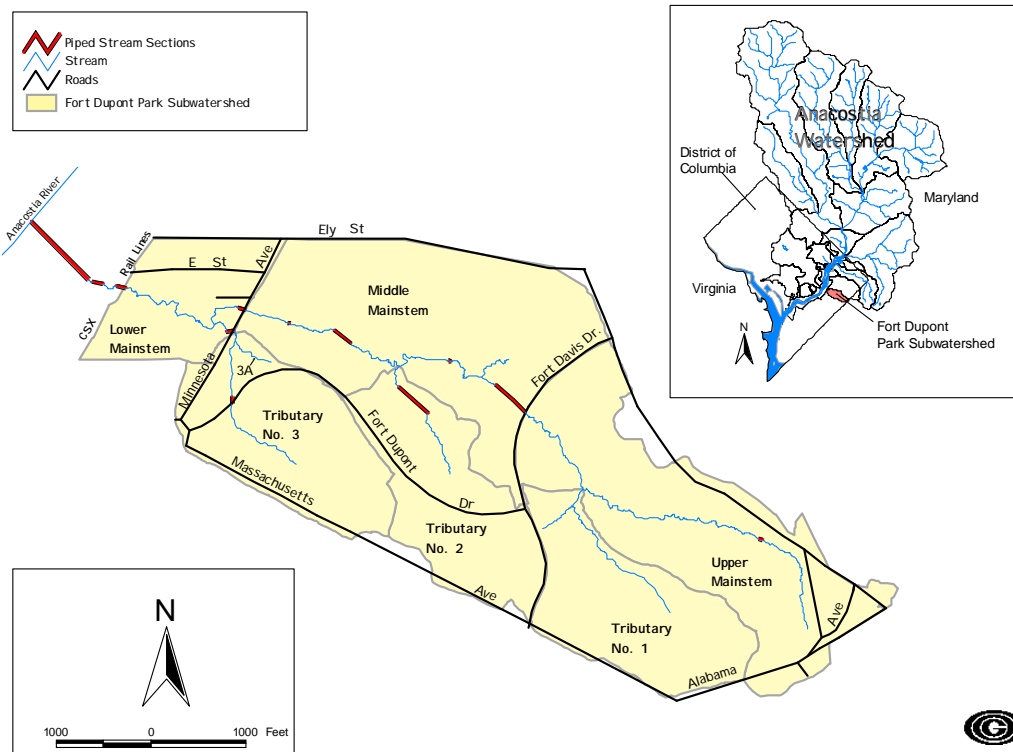 Piped Stream Sections
Stream
Roads
Fort Dupont Park Subwatershed
Anacostia
Watershed
District of
Columbia
Maryland
Virginia
N
Fort Dupont
Park Subwatershed
Anacostia River
Rail Lines
CSX
Ely St
E St
Ave
Minnesota
Lower
Mainstem
Middle
Mainstem
Fort Davis Dr.
3A
Tributary
No. 3
Fort Dupont
Dr
Massachusetts
Ave
Tributary
No. 2
Upper
Mainstem
Tributary
No. 1
Alabama
Ave
N
1000 0 1000 Feet